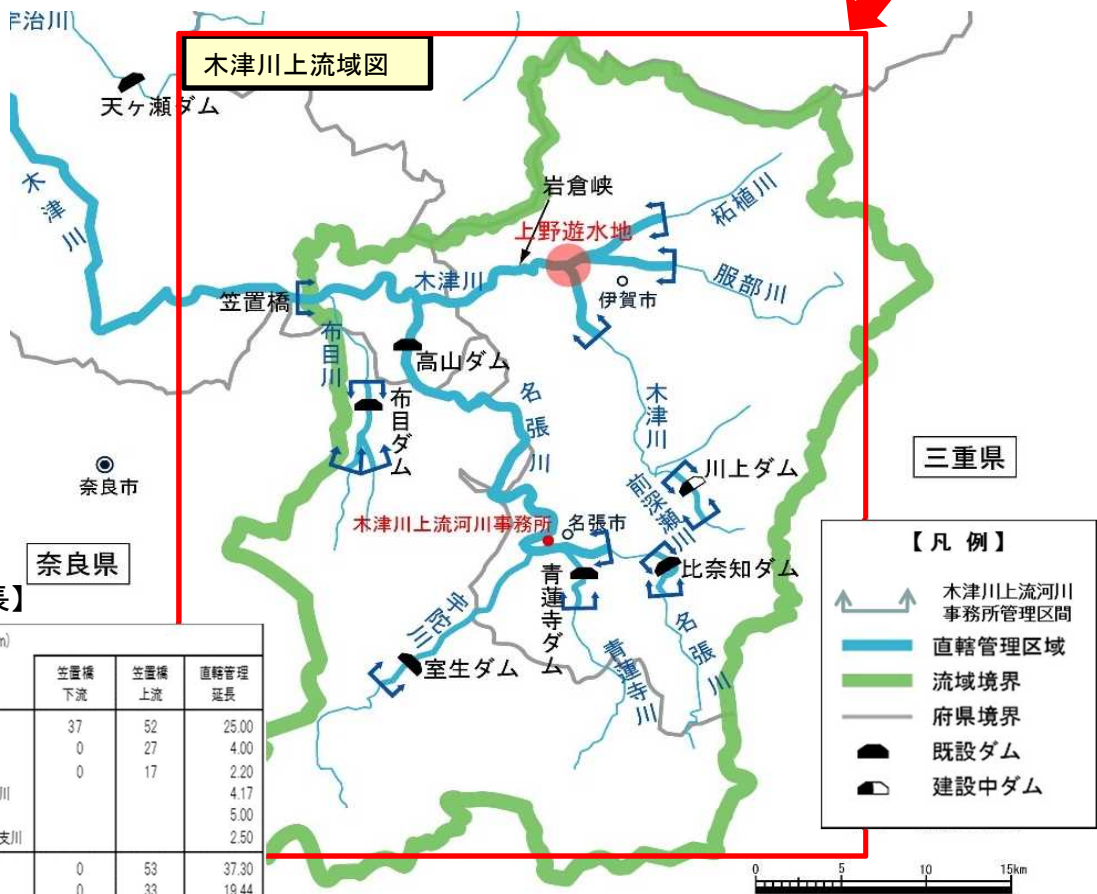 宇治川
木津川上流域図
天ヶ瀬ダム
木津川
岩倉峡
上野遊水地
柘植川
服部川
木津川
伊賀市
笠置橋
布目川
高山ダム
名張川
布目ダム
木津川
川上ダム
前深瀬川
三重県
奈良市
木津川上流河川事務所
名張市
比奈知ダム
奈良県
青蓮寺ダム
宇陀川
室生ダム
青蓮寺川
名張川
【凡 例】
木津川上流河川
事務所管理区間
直轄管理区域
流域境界
府県境界
既設ダム
建設中ダム
長】
m)
笠置橋下流 笠置橋上流 直轄管理延長
37 52 25.00
0 27 4.00
0 17 2.20
川 4.17
5.00
支川 2.50
0 53 37.30
0 33 19.44
0 5 10 15km